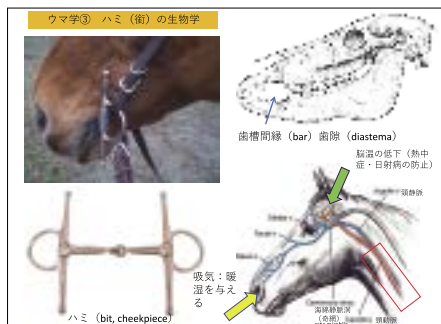 ウマ学③　ハミ（銜）の生物学
歯槽間縁（bar）歯隙（diastema）
脳温の低下（熱中
症・日射病の防止）
頸静脈
吸気：暖
湿を与え
る
ハミ（bit, cheekpiece）
海綿静脈洞
（奇網）
頸動脈